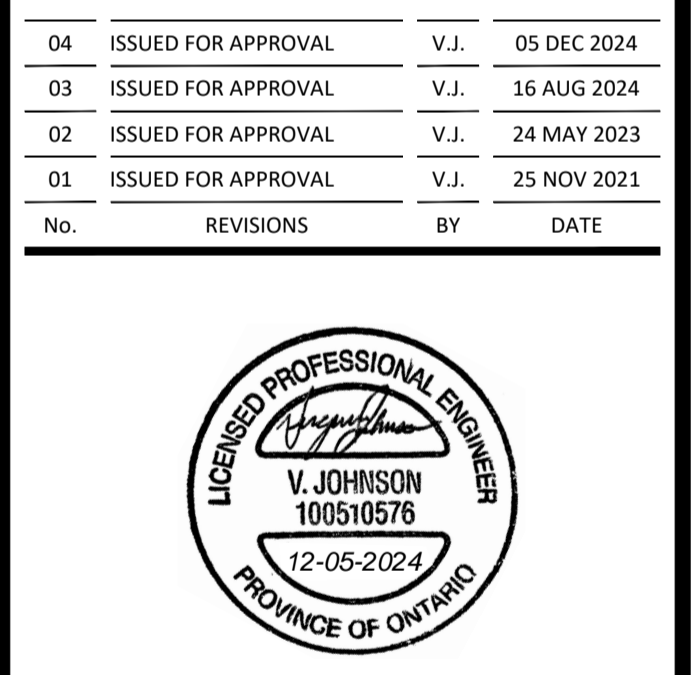 04 ISSUED FOR APPROVAL V.J. 05 DEC 2024
03 ISSUED FOR APPROVAL V.J. 16 AUG 2024
02 ISSUED FOR APPROVAL V.J. 24 MAY 2023
01 ISSUED FOR APPROVAL V.J. 25 NOV 2021
No. REVISIONS BY DATE
LICENSED PROFESSIONAL ENGINEER
V. JOHNSON
100510576
12-05-2024
PROVINCE OF ONTARIO